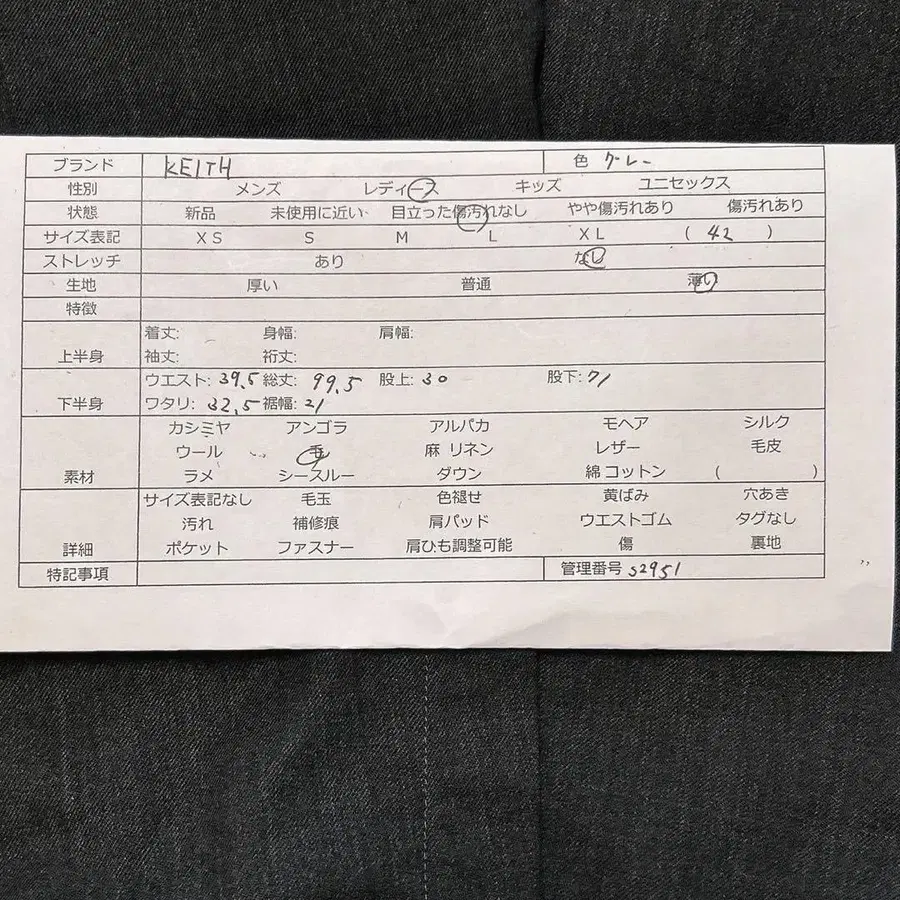 ブランド KEITH 色 グレー
性別 メンズ レディース キッズ ユニセックス
状態 新品 未使用に近い 目立った傷汚れなし やや傷汚れあり 傷汚れあり
サイズ表記 XS S M L XL ( 42 )
ストレッチ あり なし
生地 厚い 普通 薄い
特徴
着丈: 身幅: 肩幅:
上半身
袖丈: 裄丈:
ウエスト: 39.5 総丈: 99.5 股上: 30 股下: 71
下半身
ワタリ: 32.5 裾幅: 21
カシミヤ アンゴラ アルパカ モヘア シルク
ウール 毛 麻 リネン レザー 毛皮
素材 ラメ シースルー ダウン 綿コットン ( )
サイズ表記なし 毛玉 色褪せ 黄ばみ 穴あき
汚れ 補修痕 肩パッド ウエストゴム タグなし
詳細 ポケット ファスナー 肩ひも調整可能 傷 裏地
特記事項 管理番号 S2951